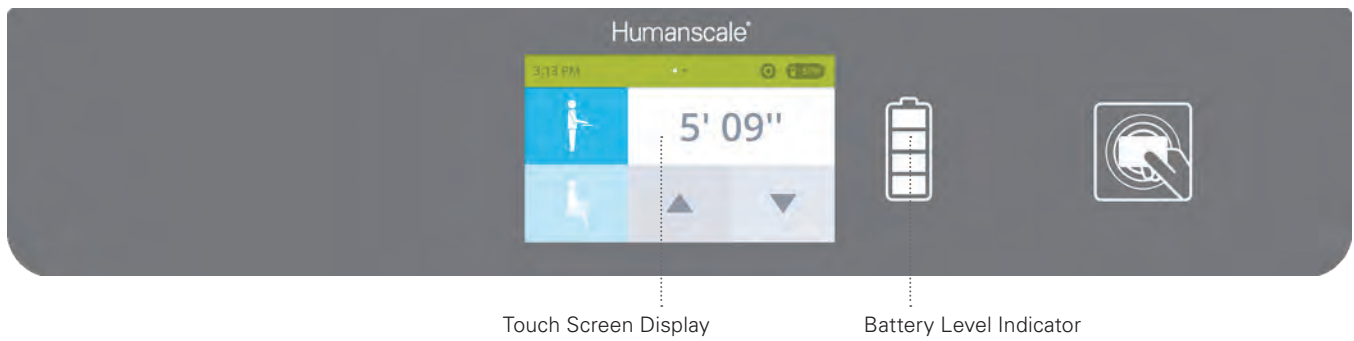 Humanscale®
3:13 PM
5' 09''
Touch Screen Display
Battery Level Indicator